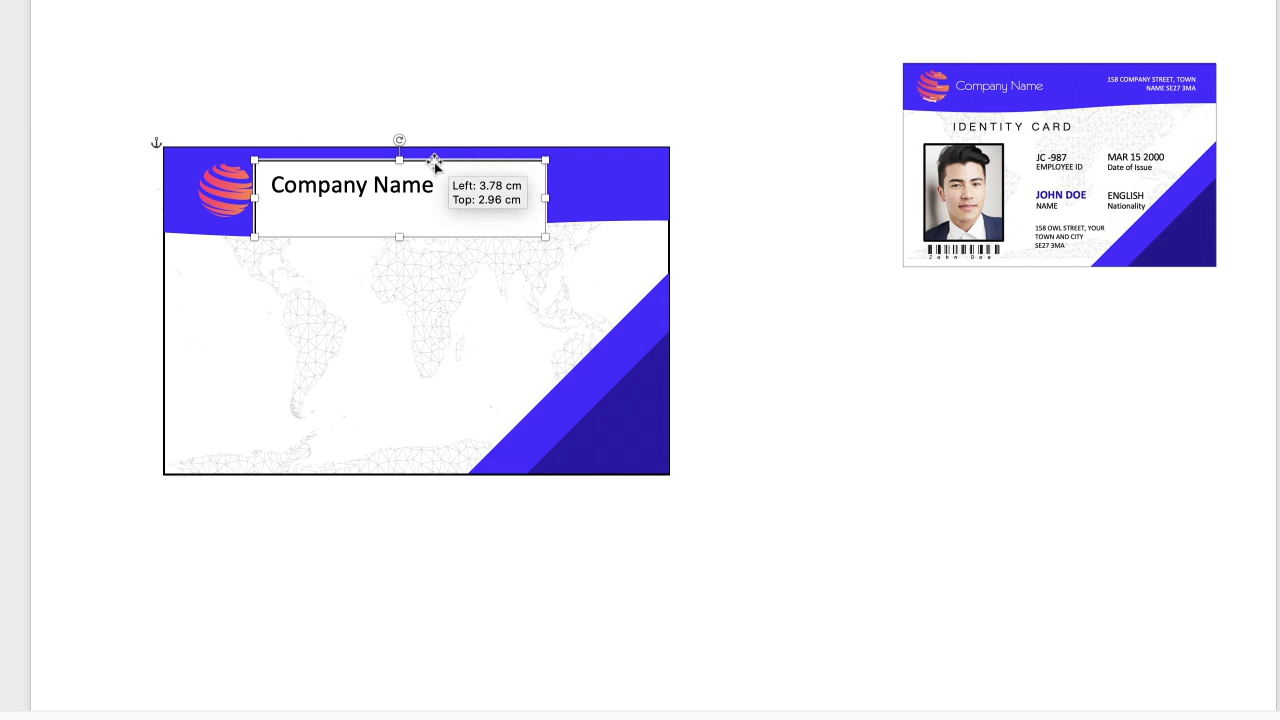 Company Name
Left: 3.78 cm
Top: 2.96 cm
Company Name
158 COMPANY STREET, TOWN
NAME SE27 3MA
IDENTITY CARD
JC -987
EMPLOYEE ID
MAR 15 2000
Date of Issue
JOHN DOE
NAME
ENGLISH
Nationality
158 OWL STREET, YOUR
TOWN AND CITY
SE27 3MA
John Doe